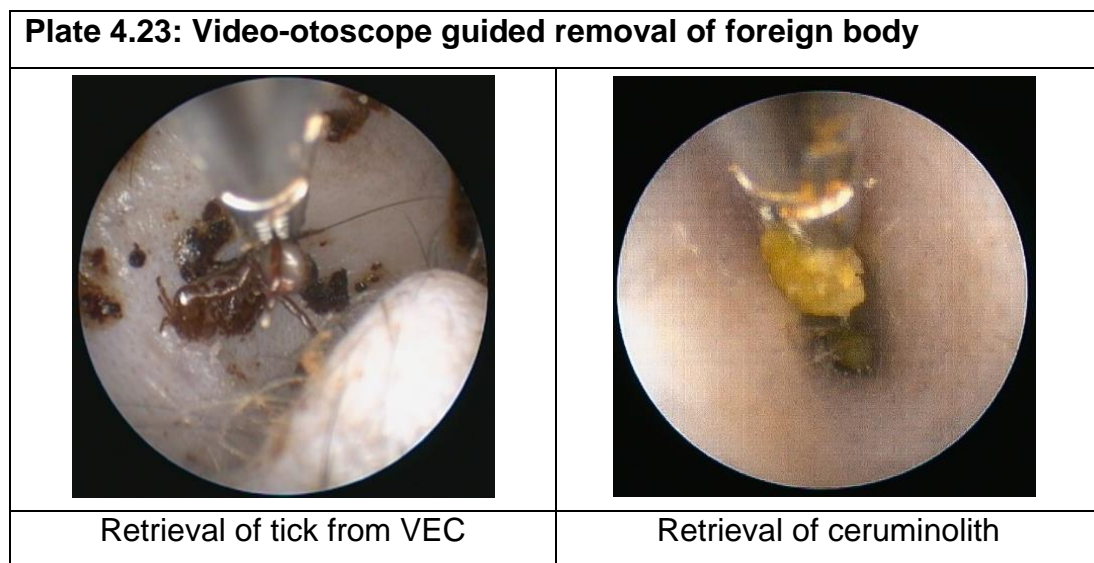 Plate 4.23: Video-otoscope guided removal of foreign body
Retrieval of tick from VEC
Retrieval of ceruminolith